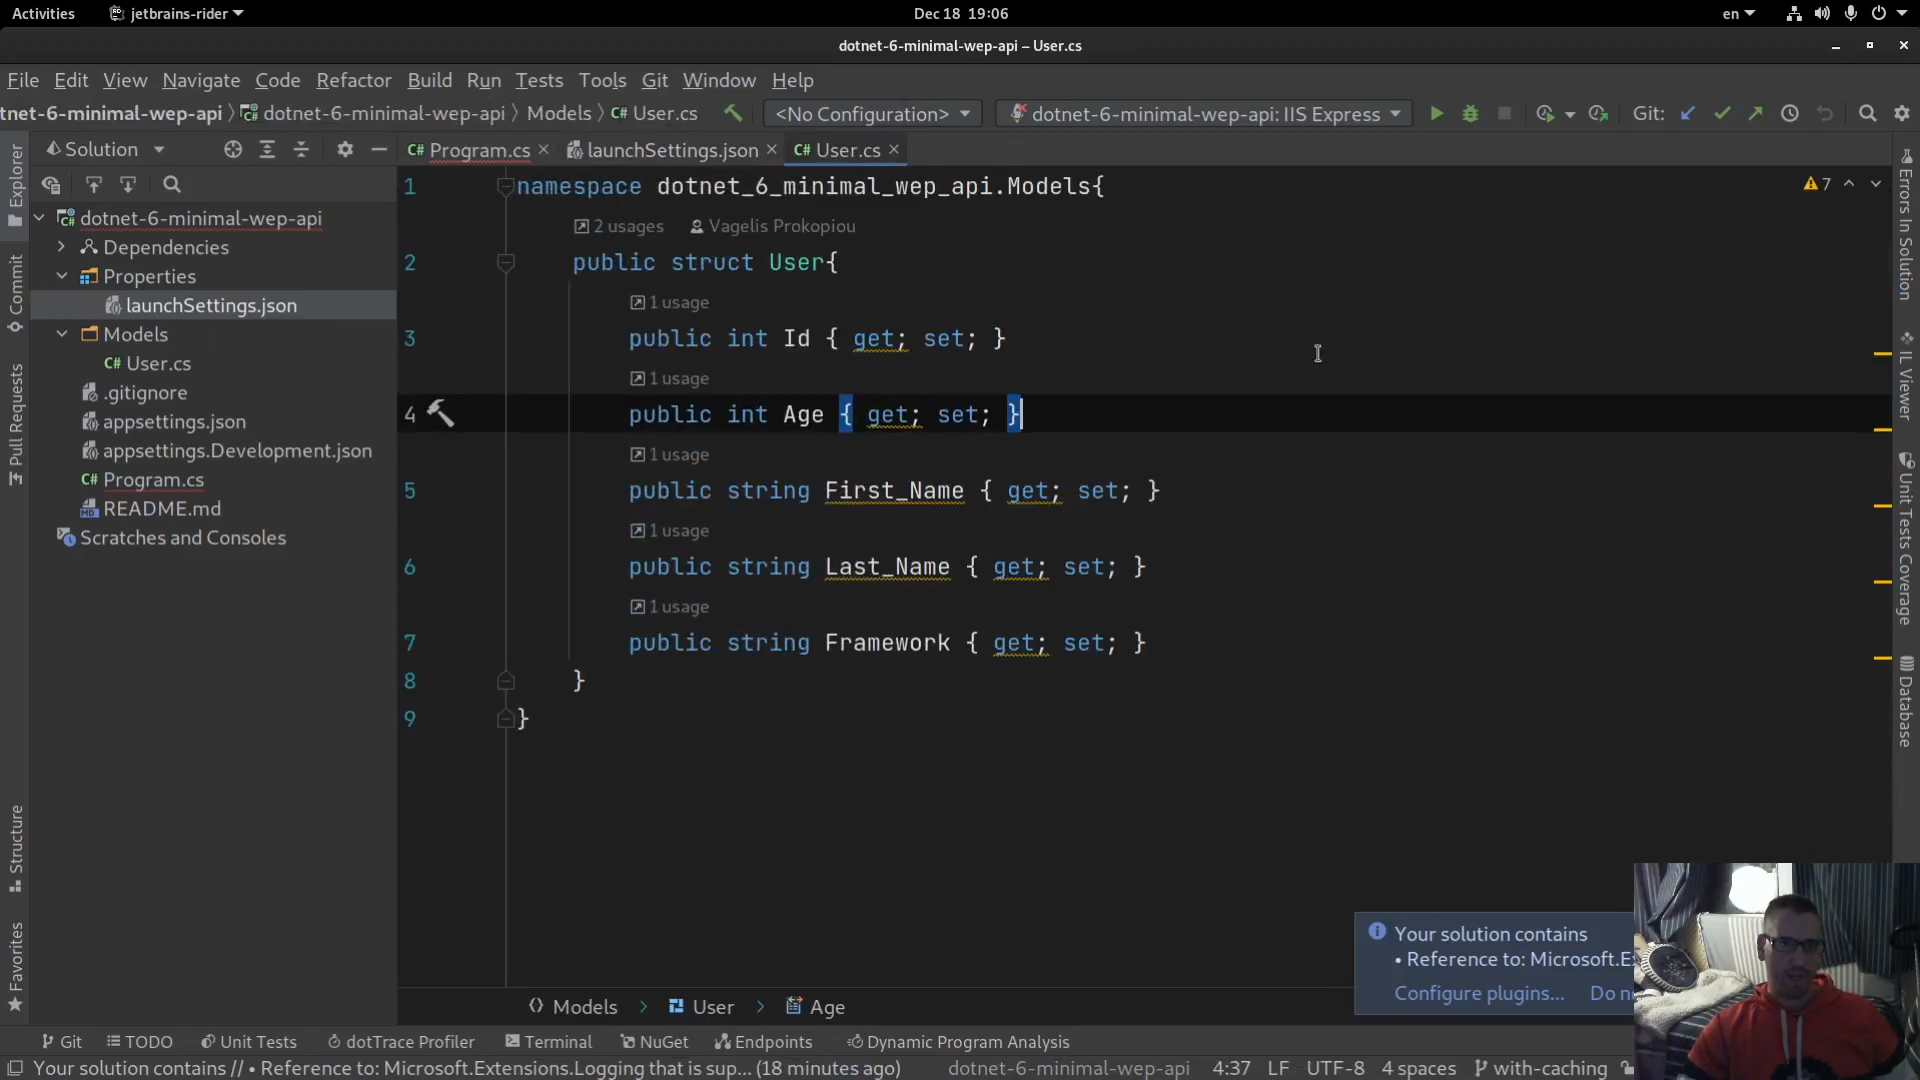 Activities jetbrains-rider Dec 18 19:06 en
dotnet-6-minimal-wep-api – User.cs
File Edit View Navigate Code Refactor Build Run Tests Tools Git Window Help
tnet-6-minimal-wep-api dotnet-6-minimal-wep-api Models C# User.cs <No Configuration> dotnet-6-minimal-wep-api: IIS Express Git:
Solution
C# Program.cs launchSettings.json C# User.cs
dotnet-6-minimal-wep-api
Dependencies
Properties
launchSettings.json
Models
C# User.cs
.gitignore
appsettings.json
appsettings.Development.json
C# Program.cs
README.md
Scratches and Consoles
Explorer
Commit
Pull Requests
Structure
Favorites
7
1 namespace dotnet_6_minimal_wep_api.Models{
2 usages Vagelis Prokopiou
2 public struct User{
1 usage
3 public int Id { get; set; }
1 usage
4 public int Age { get; set; }
1 usage
5 public string First_Name { get; set; }
1 usage
6 public string Last_Name { get; set; }
1 usage
7 public string Framework { get; set; }
8 }
9 }
Errors In Solution
IL Viewer
Unit Tests Coverage
Database
Your solution contains
• Reference to: Microsoft.E
Configure plugins... Do n
Models User Age
Git TODO Unit Tests dotTrace Profiler Terminal NuGet Endpoints Dynamic Program Analysis
Your solution contains // • Reference to: Microsoft.Extensions.Logging that is sup... (18 minutes ago) dotnet-6-minimal-wep-api 4:37 LF UTF-8 4 spaces with-caching